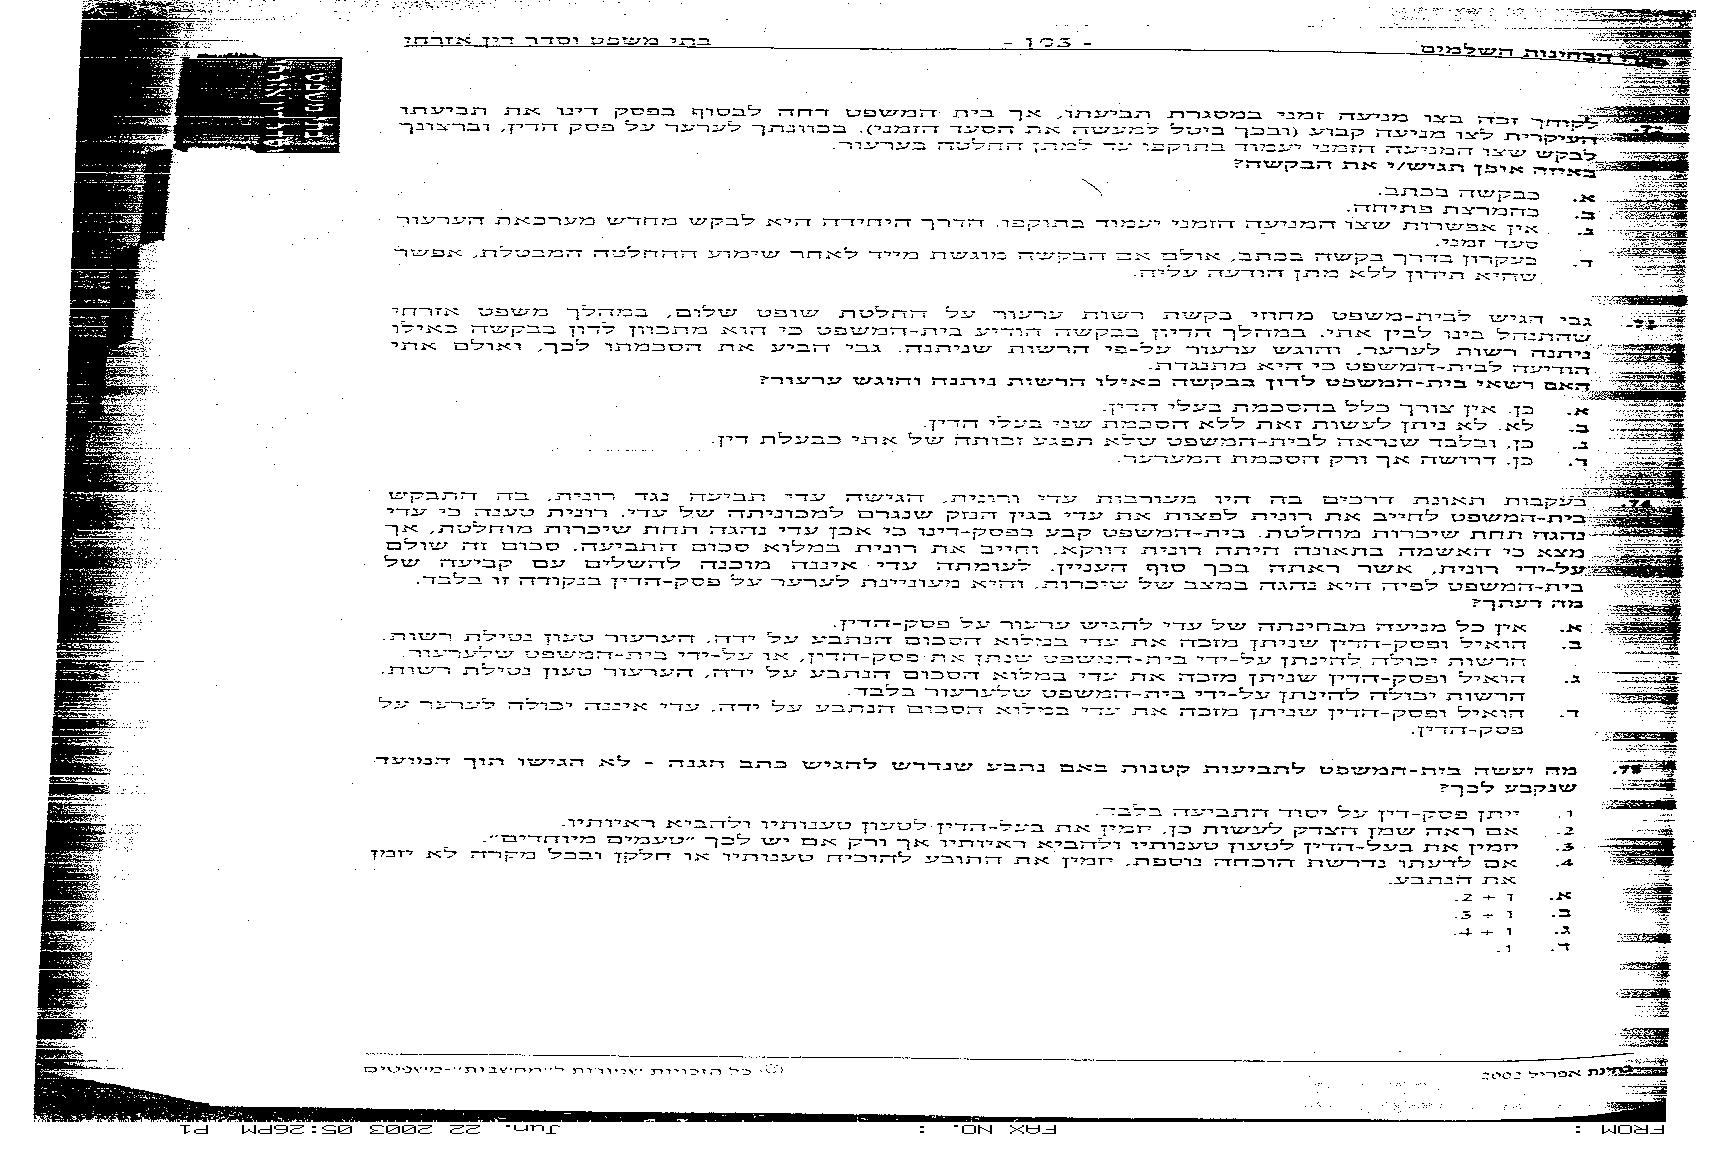 הבחינות השלמים - 193 - בתי משפט וסדר דין אזרחי
לקוחך זכה בצו מניעה זמני במסגרת תביעתו, אך בית המשפט דחה לבסוף בפסק דינו את תביעתו
העיקרית לצו מניעה קבוע (ובכך ביטל למעשה את הסעד הזמני). בכוונתך לערער על פסק הדין, וברצונך
לבקש שצו המניעה הזמני יעמוד בתוקפו עד למתן החלטה בערעור.
באיזה אופן תגיש/י את הבקשה?
א. כבקשה בכתב.
ב. כהמרצת פתיחה.
ג. אין אפשרות שצו המניעה הזמני יעמוד בתוקפו. הדרך היחידה היא לבקש מחדש מערכאת הערעור
סעד זמני.
ד. בעקרון בדרך בקשה בכתב, אולם אם הבקשה מוגשת מייד לאחר שימוע ההחלטה המבטלת, אפשר
שהיא תידון ללא מתן הודעה עליה.
73. גבי הגיש לבית-משפט מחוזי בקשת רשות ערעור על החלטת שופט שלום, במהלך משפט אזרחי
שהתנהל בינו לבין אתי. במהלך הדיון בבקשה הודיע בית-המשפט כי הוא מתכוון לדון בבקשה כאילו
ניתנה רשות לערער, והוגש ערעור על-פי הרשות שניתנה. גבי הביע את הסכמתו לכך, ואולם אתי
הודיעה לבית-המשפט כי היא מתנגדת.
האם רשאי בית-המשפט לדון בבקשה כאילו הרשות ניתנה והוגש ערעור?
א. כן. אין צורך כלל בהסכמת בעלי הדין.
ב. לא. לא ניתן לעשות זאת ללא הסכמת שני בעלי הדין.
ג. כן, ובלבד שנראה לבית-המשפט שלא תפגע זכותה של אתי כבעלת דין.
ד. כן. דרושה אך ורק הסכמת המערער.
74. בעקבות תאונת דרכים בה היו מעורבות עדי ורונית, הגישה עדי תביעה נגד רונית, בה התבקש
בית-המשפט לחייב את רונית לפצות את עדי בגין הנזק שנגרם למכוניתה של עדי. רונית טענה כי עדי
נהגה תחת שיכרות מוחלטת. בית-המשפט קבע בפסק-דינו כי אכן עדי נהגה תחת שיכרות מוחלטת, אך
מצא כי האשמה בתאונה היתה רונית דווקא, וחייב את רונית במלוא סכום התביעה. סכום זה שולם
על-ידי רונית, אשר ראתה בכך סוף העניין. לעומתה עדי איננה מוכנה להשלים עם קביעה של
בית-המשפט לפיה היא נהגה במצב של שיכרות, והיא מעוניינת לערער על פסק-הדין בנקודה זו בלבד.
מה דעתך?
א. אין כל מניעה מבחינתה של עדי להגיש ערעור על פסק-הדין.
ב. הואיל ופסק-הדין שניתן מזכה את עדי במלוא הסכום הנתבע על ידה, הערעור טעון נטילת רשות.
הרשות יכולה להינתן על-ידי בית-המשפט שנתן את פסק-הדין, או על-ידי בית-המשפט שלערעור.
ג. הואיל ופסק-הדין שניתן מזכה את עדי במלוא הסכום הנתבע על ידה, הערעור טעון נטילת רשות.
הרשות יכולה להינתן על-ידי בית-המשפט שלערעור בלבד.
ד. הואיל ופסק-הדין שניתן מזכה את עדי במלוא הסכום הנתבע על ידה, עדי איננה יכולה לערער על
פסק-הדין.
75. מה יעשה בית-המשפט לתביעות קטנות באם נתבע שנדרש להגיש כתב הגנה - לא הגישו תוך המועד
שנקבע לכך?
1. ייתן פסק-דין על יסוד התביעה בלבד.
2. אם ראה שמן הצדק לעשות כן, יזמין את בעל-הדין לטעון טענותיו ולהביא ראיותיו.
3. יזמין את בעל-הדין לטעון טענותיו ולהביא ראיותיו אך ורק אם יש לכך "טעמים מיוחדים".
4. אם לדעתו נדרשת הוכחה נוספת, יזמין את התובע להוכיח טענותיו או חלקן ובכל מקרה לא יזמן
את הנתבע.
א. 1 + 2.
ב. 1 + 3.
ג. 1 + 4.
ד. 1.
בחינת אפריל 2002 © כל הזכויות שמורות ל"מחשבות"-משפטים
FROM : FAX NO. : Jun. 22 2003 05:26PM P1